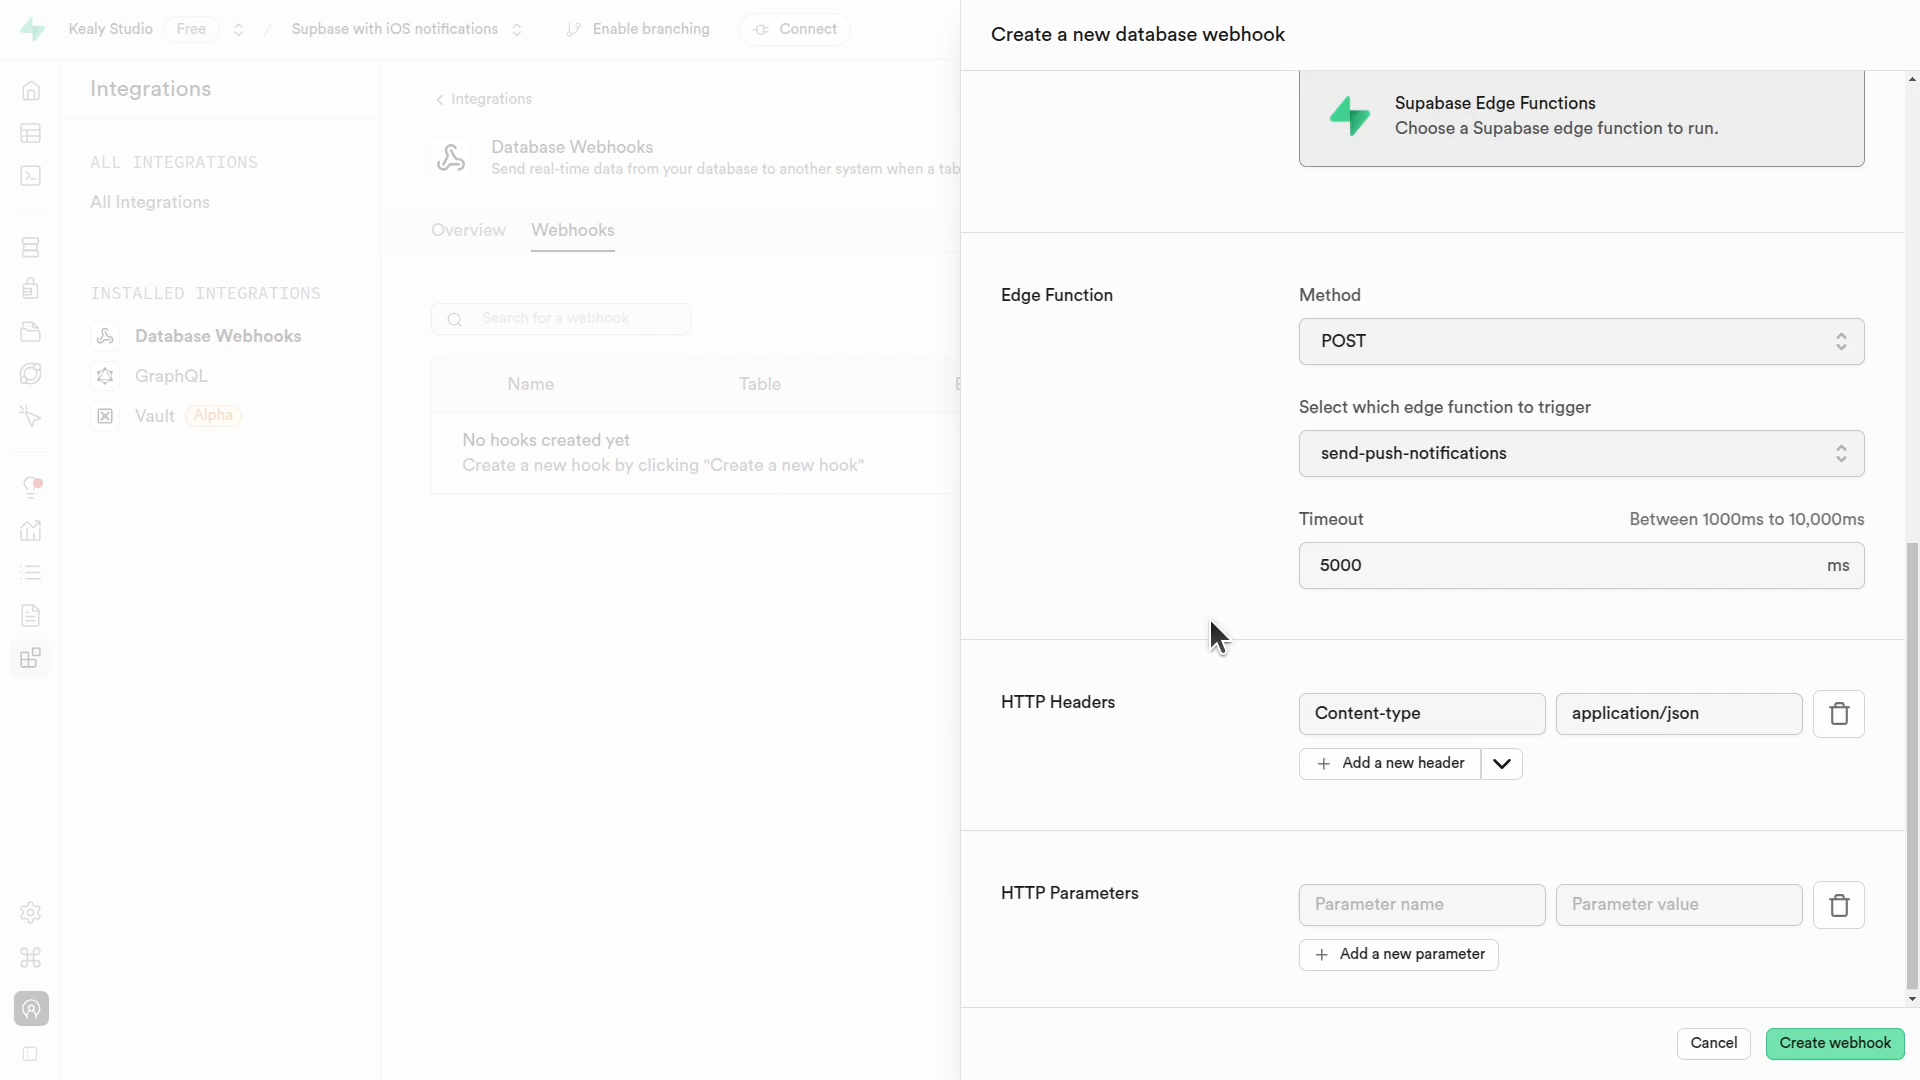 Kealy Studio Free / Supbase with iOS notifications Enable branching Connect
Integrations
ALL INTEGRATIONS
All Integrations
INSTALLED INTEGRATIONS
Database Webhooks
GraphQL
Vault Alpha
Integrations
Database Webhooks
Send real-time data from your database to another system when a tab
Overview Webhooks
Search for a webhook
Name Table E
No hooks created yet
Create a new hook by clicking "Create a new hook"
Create a new database webhook
Supabase Edge Functions
Choose a Supabase edge function to run.
Edge Function
Method
POST
Select which edge function to trigger
send-push-notifications
Timeout Between 1000ms to 10,000ms
5000 ms
HTTP Headers
Content-type application/json
Add a new header
HTTP Parameters
Parameter name Parameter value
Add a new parameter
Cancel Create webhook